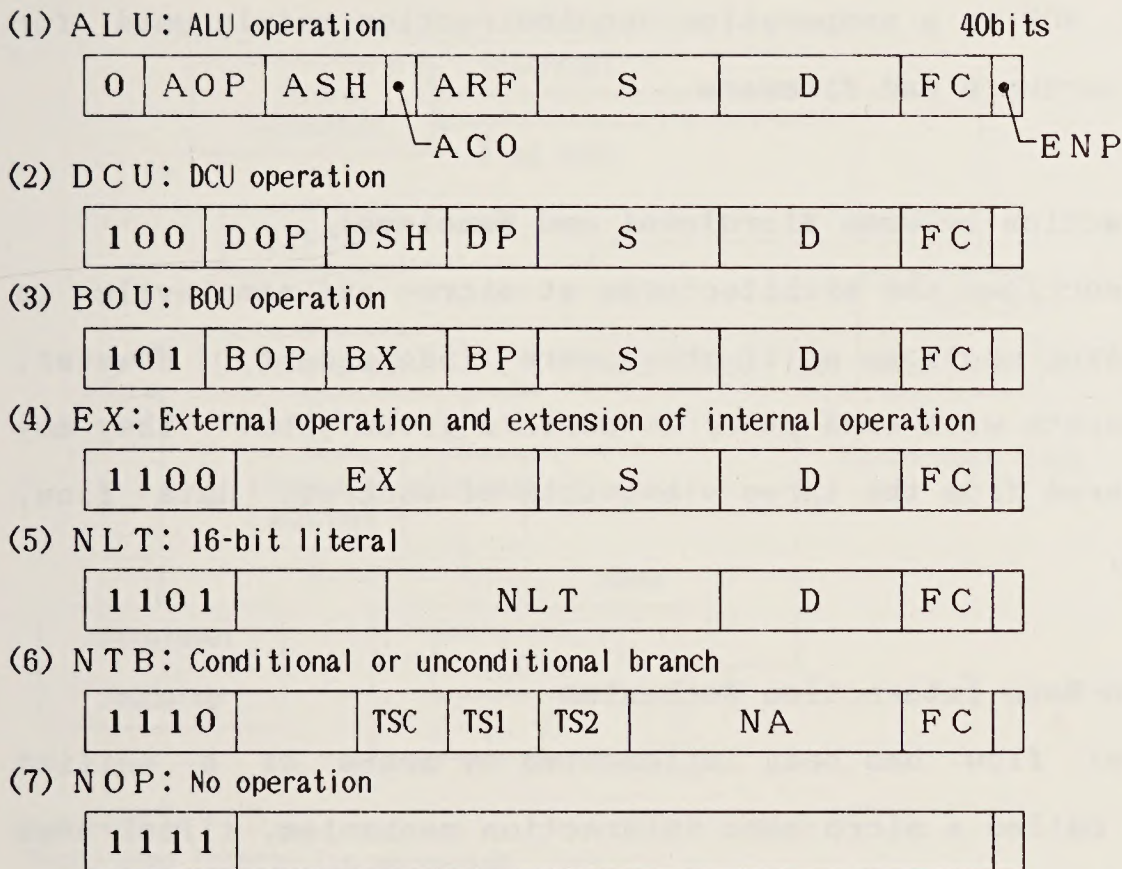 (1) ALU: ALU operation 40bits
0 AOP ASH ARF S D FC
ACO ENP
(2) DCU: DCU operation
100 DOP DSH DP S D FC
(3) BOU: BOU operation
101 BOP BX BP S D FC
(4) EX: External operation and extension of internal operation
1100 EX S D FC
(5) NLT: 16-bit literal
1101 NLT D FC
(6) NTB: Conditional or unconditional branch
1110 TSC TS1 TS2 NA FC
(7) NOP: No operation
1111